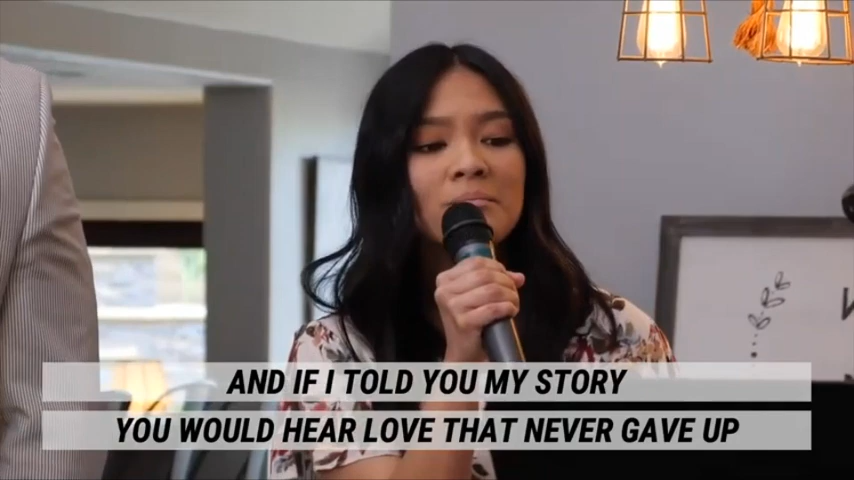 AND IF I TOLD YOU MY STORY
YOU WOULD HEAR LOVE THAT NEVER GAVE UP